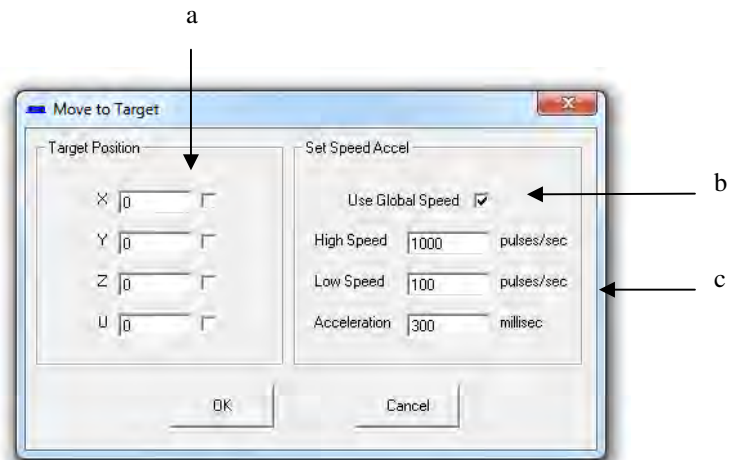 a
Move to Target
Target Position
X 0
Y 0
Z 0
U 0
Set Speed Accel
Use Global Speed
High Speed 1000 pulses/sec
Low Speed 100 pulses/sec
Acceleration 300 millisec
b
c
OK
Cancel